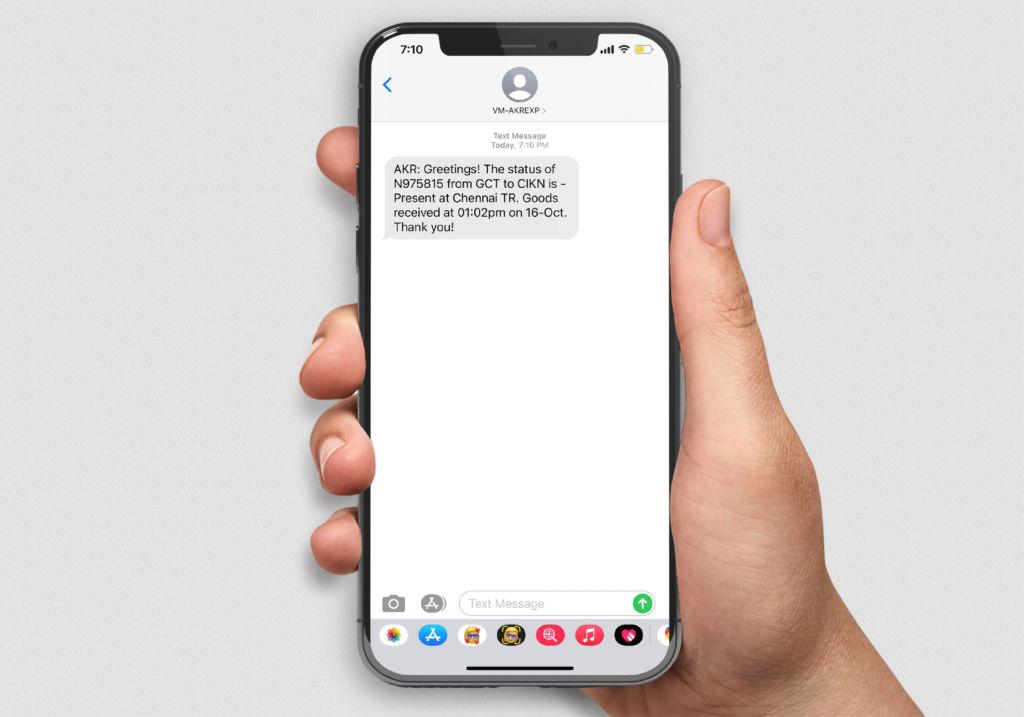 7:10
VM-AKREXP >
Text Message
Today, 7:10 PM
AKR: Greetings! The status of
N975815 from GCT to CIKN is -
Present at Chennai TR. Goods
received at 01:02pm on 16-Oct.
Thank you!
Text Message